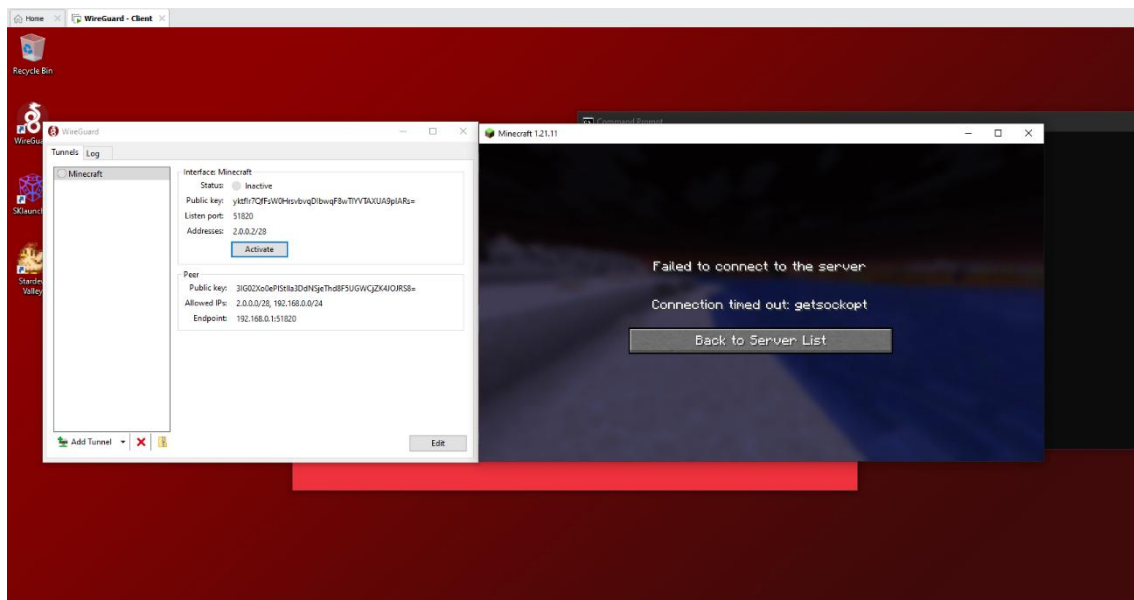 Home
WireGuard - Client
Recycle Bin
WireGuard
Tunnels Log
Minecraft
Interface: Minecraft
Status: Inactive
Listen port: 51820
Addresses: 2.0.0.2/28
Activate
Peer
Public key:
Allowed IPs: 2.0.0.0/28, 192.168.0.0/24
Endpoint: 192.168.0.1:51820
Add Tunnel
Edit
Command Prompt
Minecraft 1.21.11
Failed to connect to the server
Connection timed out: getsockopt
Back to Server List
WireGua
SKlaunch
Stardew
Valley